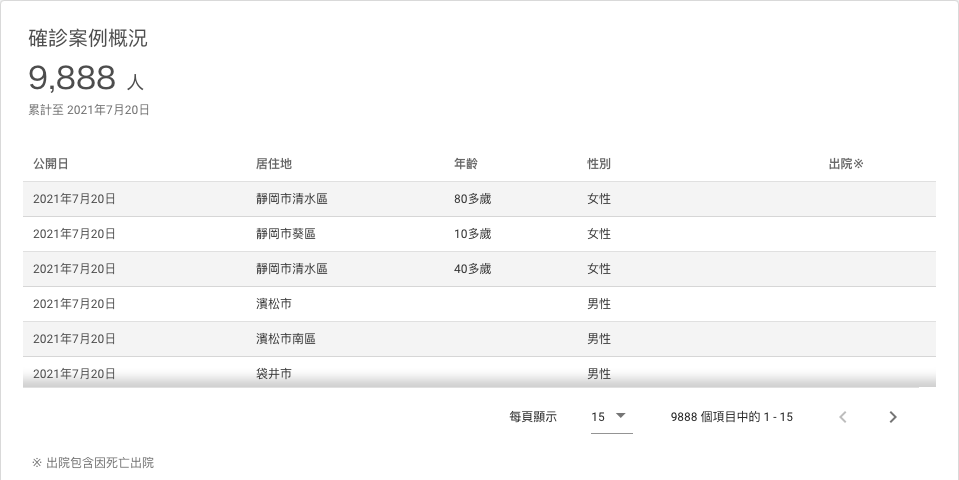 確診案例概況
9,888 人
累計至 2021年7月20日
公開日 居住地 年齡 性別 出院※
2021年7月20日 靜岡市清水區 80多歲 女性
2021年7月20日 靜岡市葵區 10多歲 女性
2021年7月20日 靜岡市清水區 40多歲 女性
2021年7月20日 濱松市 男性
2021年7月20日 濱松市南區 男性
2021年7月20日 袋井市 男性
每頁顯示 15 9888 個項目中的 1 - 15
※ 出院包含因死亡出院